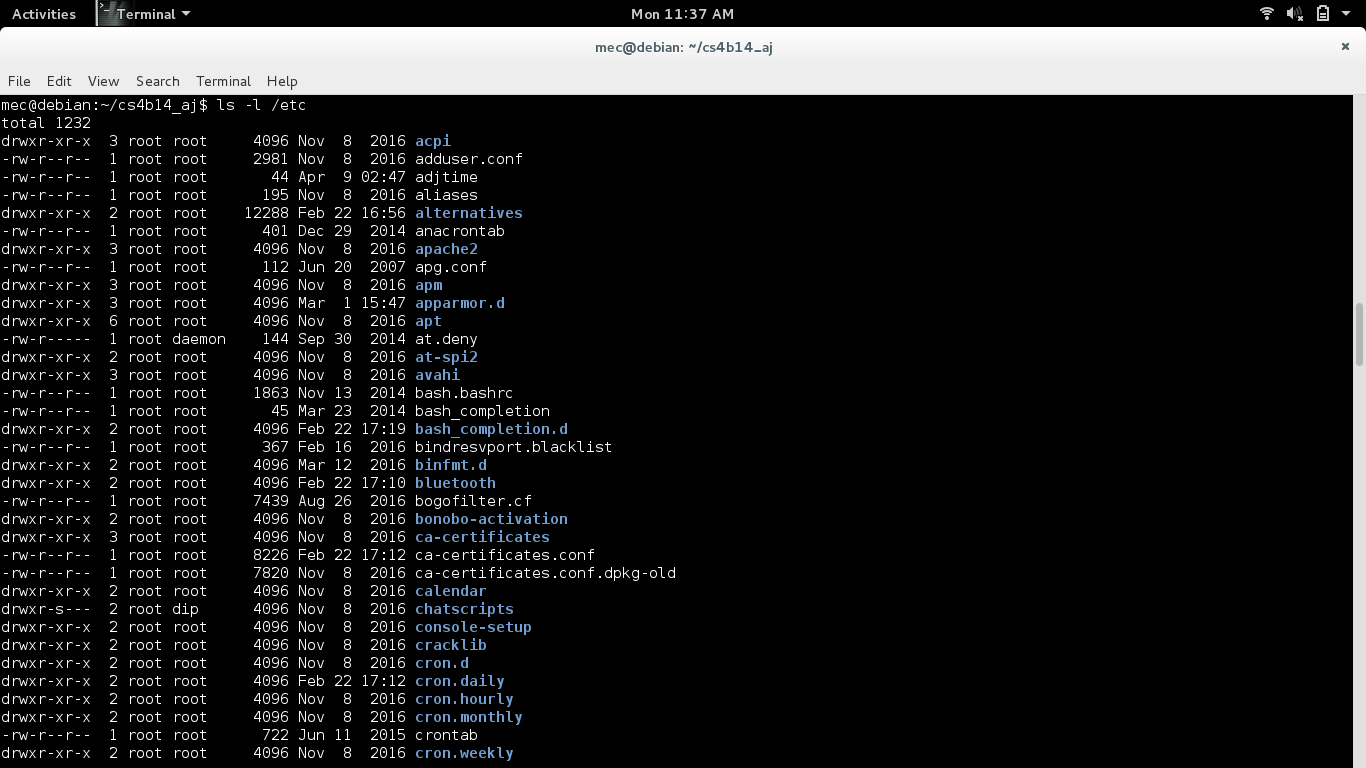 Activities Terminal Mon 11:37 AM
mec@debian: ~/cs4b14_aj
File Edit View Search Terminal Help
mec@debian:~/cs4b14_aj$ ls -l /etc
total 1232
drwxr-xr-x  3 root root     4096 Nov  8  2016 acpi
-rw-r--r--  1 root root     2981 Nov  8  2016 adduser.conf
-rw-r--r--  1 root root       44 Apr  9 02:47 adjtime
-rw-r--r--  1 root root      195 Nov  8  2016 aliases
drwxr-xr-x  2 root root    12288 Feb 22 16:56 alternatives
-rw-r--r--  1 root root      401 Dec 29  2014 anacrontab
drwxr-xr-x  3 root root     4096 Nov  8  2016 apache2
-rw-r--r--  1 root root      112 Jun 20  2007 apg.conf
drwxr-xr-x  3 root root     4096 Nov  8  2016 apm
drwxr-xr-x  3 root root     4096 Mar  1 15:47 apparmor.d
drwxr-xr-x  6 root root     4096 Nov  8  2016 apt
-rw-r-----  1 root daemon    144 Sep 30  2014 at.deny
drwxr-xr-x  2 root root     4096 Nov  8  2016 at-spi2
drwxr-xr-x  3 root root     4096 Nov  8  2016 avahi
-rw-r--r--  1 root root     1863 Nov 13  2014 bash.bashrc
-rw-r--r--  1 root root       45 Mar 23  2014 bash_completion
drwxr-xr-x  2 root root     4096 Feb 22 17:19 bash_completion.d
-rw-r--r--  1 root root      367 Feb 16  2016 bindresvport.blacklist
drwxr-xr-x  2 root root     4096 Mar 12  2016 binfmt.d
drwxr-xr-x  2 root root     4096 Feb 22 17:10 bluetooth
-rw-r--r--  1 root root     7439 Aug 26  2016 bogofilter.cf
drwxr-xr-x  2 root root     4096 Nov  8  2016 bonobo-activation
drwxr-xr-x  3 root root     4096 Nov  8  2016 ca-certificates
-rw-r--r--  1 root root     8226 Feb 22 17:12 ca-certificates.conf
-rw-r--r--  1 root root     7820 Nov  8  2016 ca-certificates.conf.dpkg-old
drwxr-xr-x  2 root root     4096 Nov  8  2016 calendar
drwxr-s---  2 root dip      4096 Nov  8  2016 chatscripts
drwxr-xr-x  2 root root     4096 Nov  8  2016 console-setup
drwxr-xr-x  2 root root     4096 Nov  8  2016 cracklib
drwxr-xr-x  2 root root     4096 Nov  8  2016 cron.d
drwxr-xr-x  2 root root     4096 Feb 22 17:12 cron.daily
drwxr-xr-x  2 root root     4096 Nov  8  2016 cron.hourly
drwxr-xr-x  2 root root     4096 Nov  8  2016 cron.monthly
-rw-r--r--  1 root root      722 Jun 11  2015 crontab
drwxr-xr-x  2 root root     4096 Nov  8  2016 cron.weekly